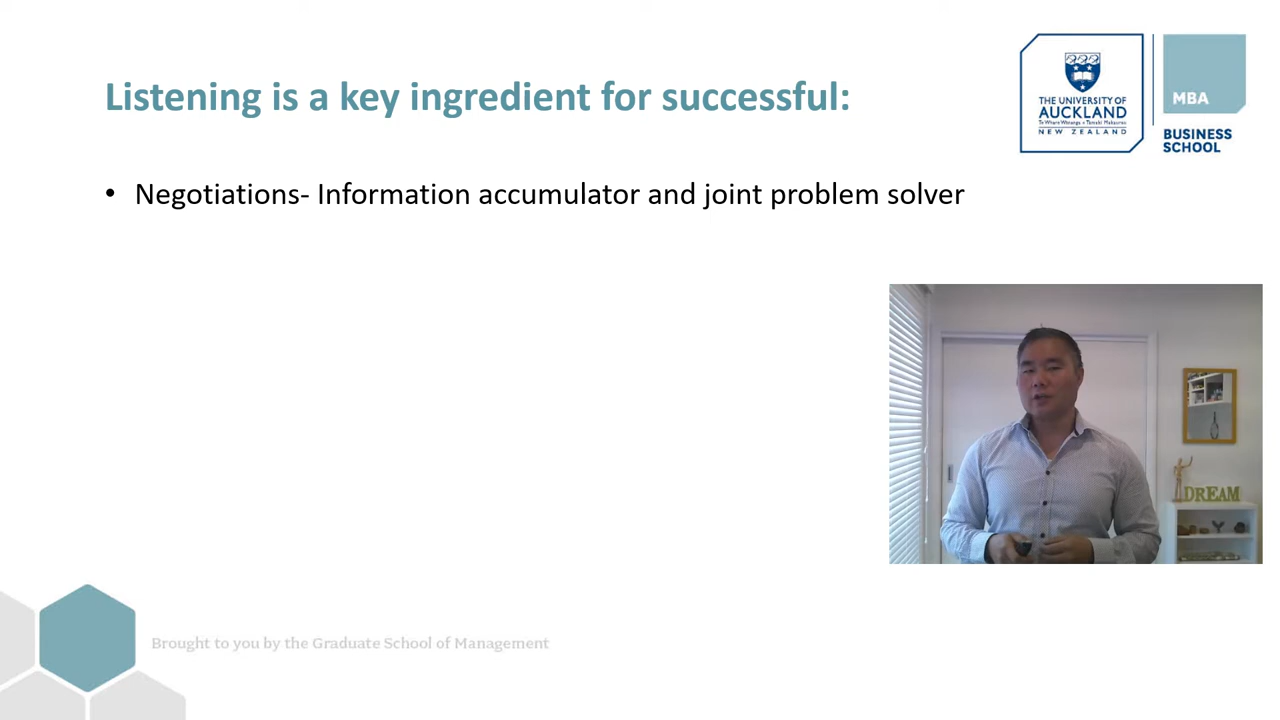 Listening is a key ingredient for successful:
THE UNIVERSITY OF
AUCKLAND
Te Whare Wānanga o Tāmaki Makaurau
NEW ZEALAND
MBA
BUSINESS
SCHOOL
• Negotiations- Information accumulator and joint problem solver
DREAM
Brought to you by the Graduate School of Management